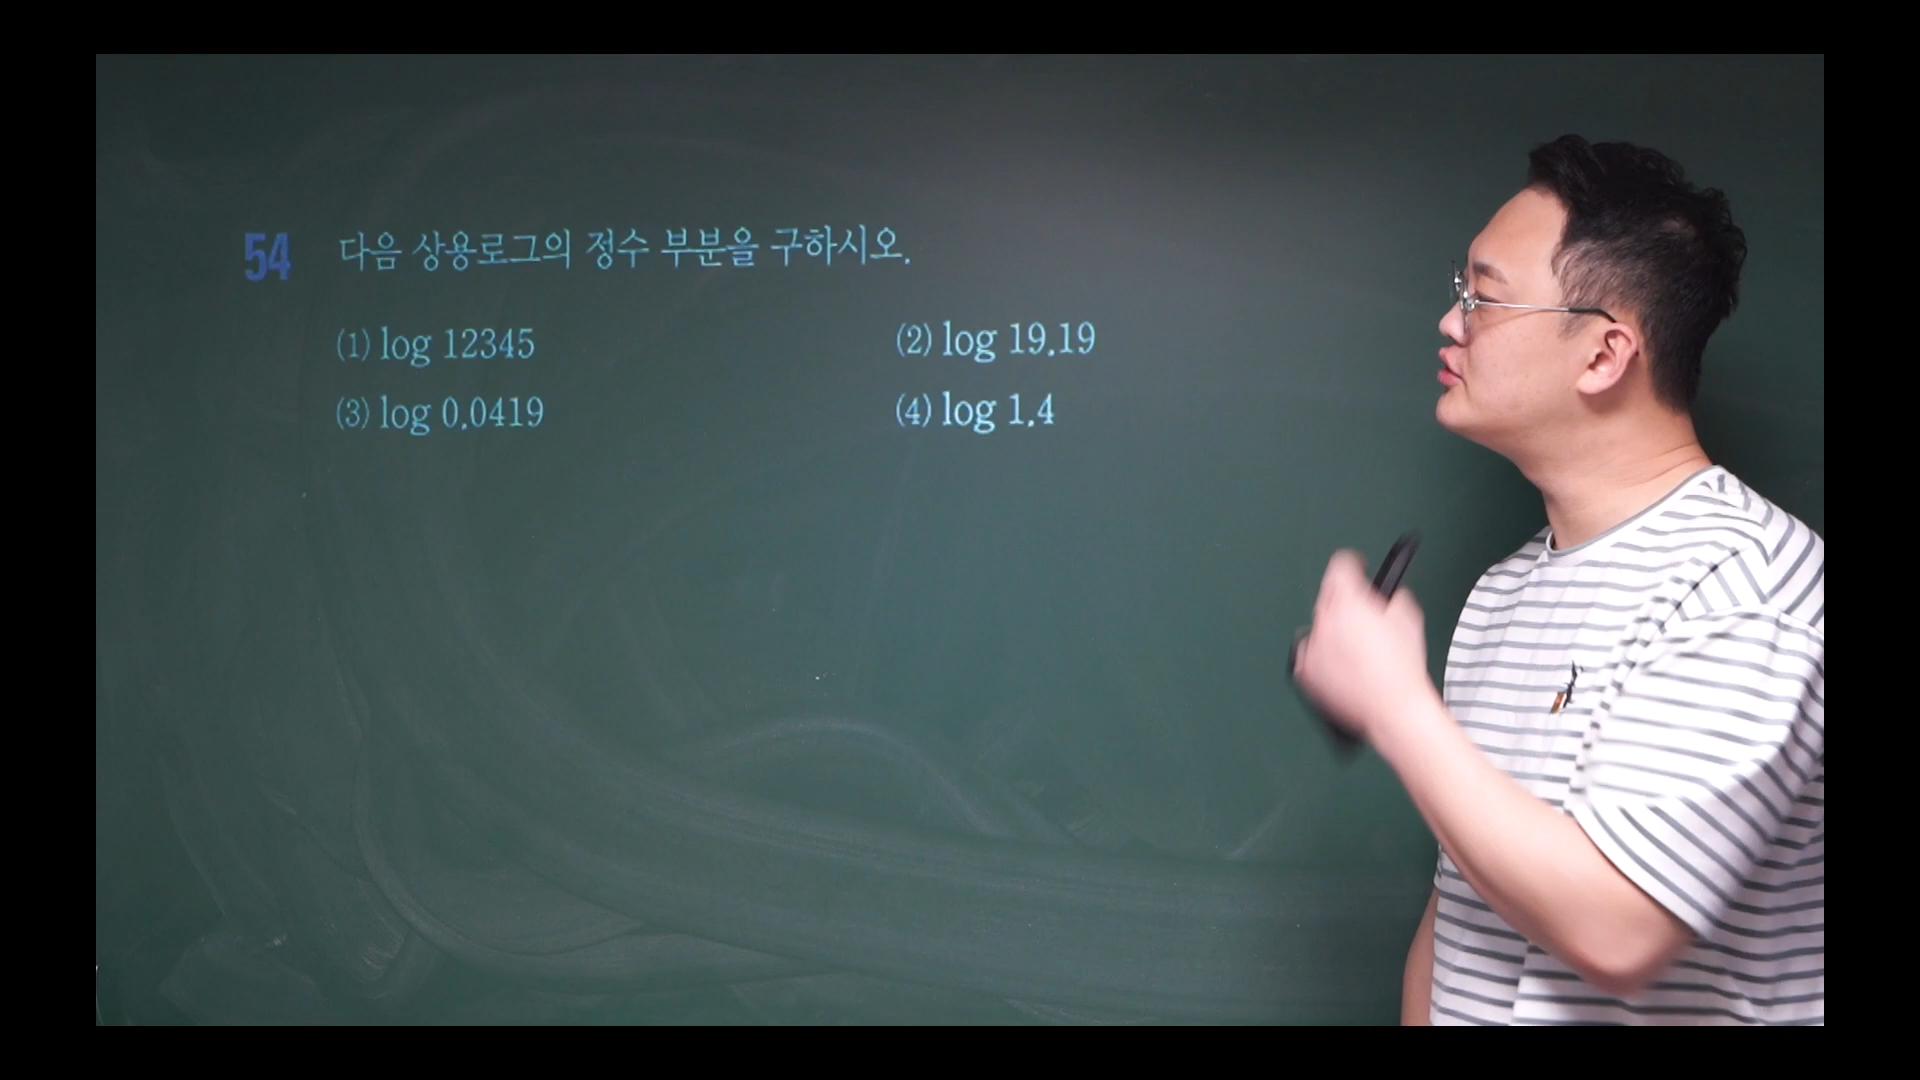 54 다음 상용로그의 정수 부분을 구하시오.
(1) log 12345 (2) log 19.19
(3) log 0.0419 (4) log 1.4